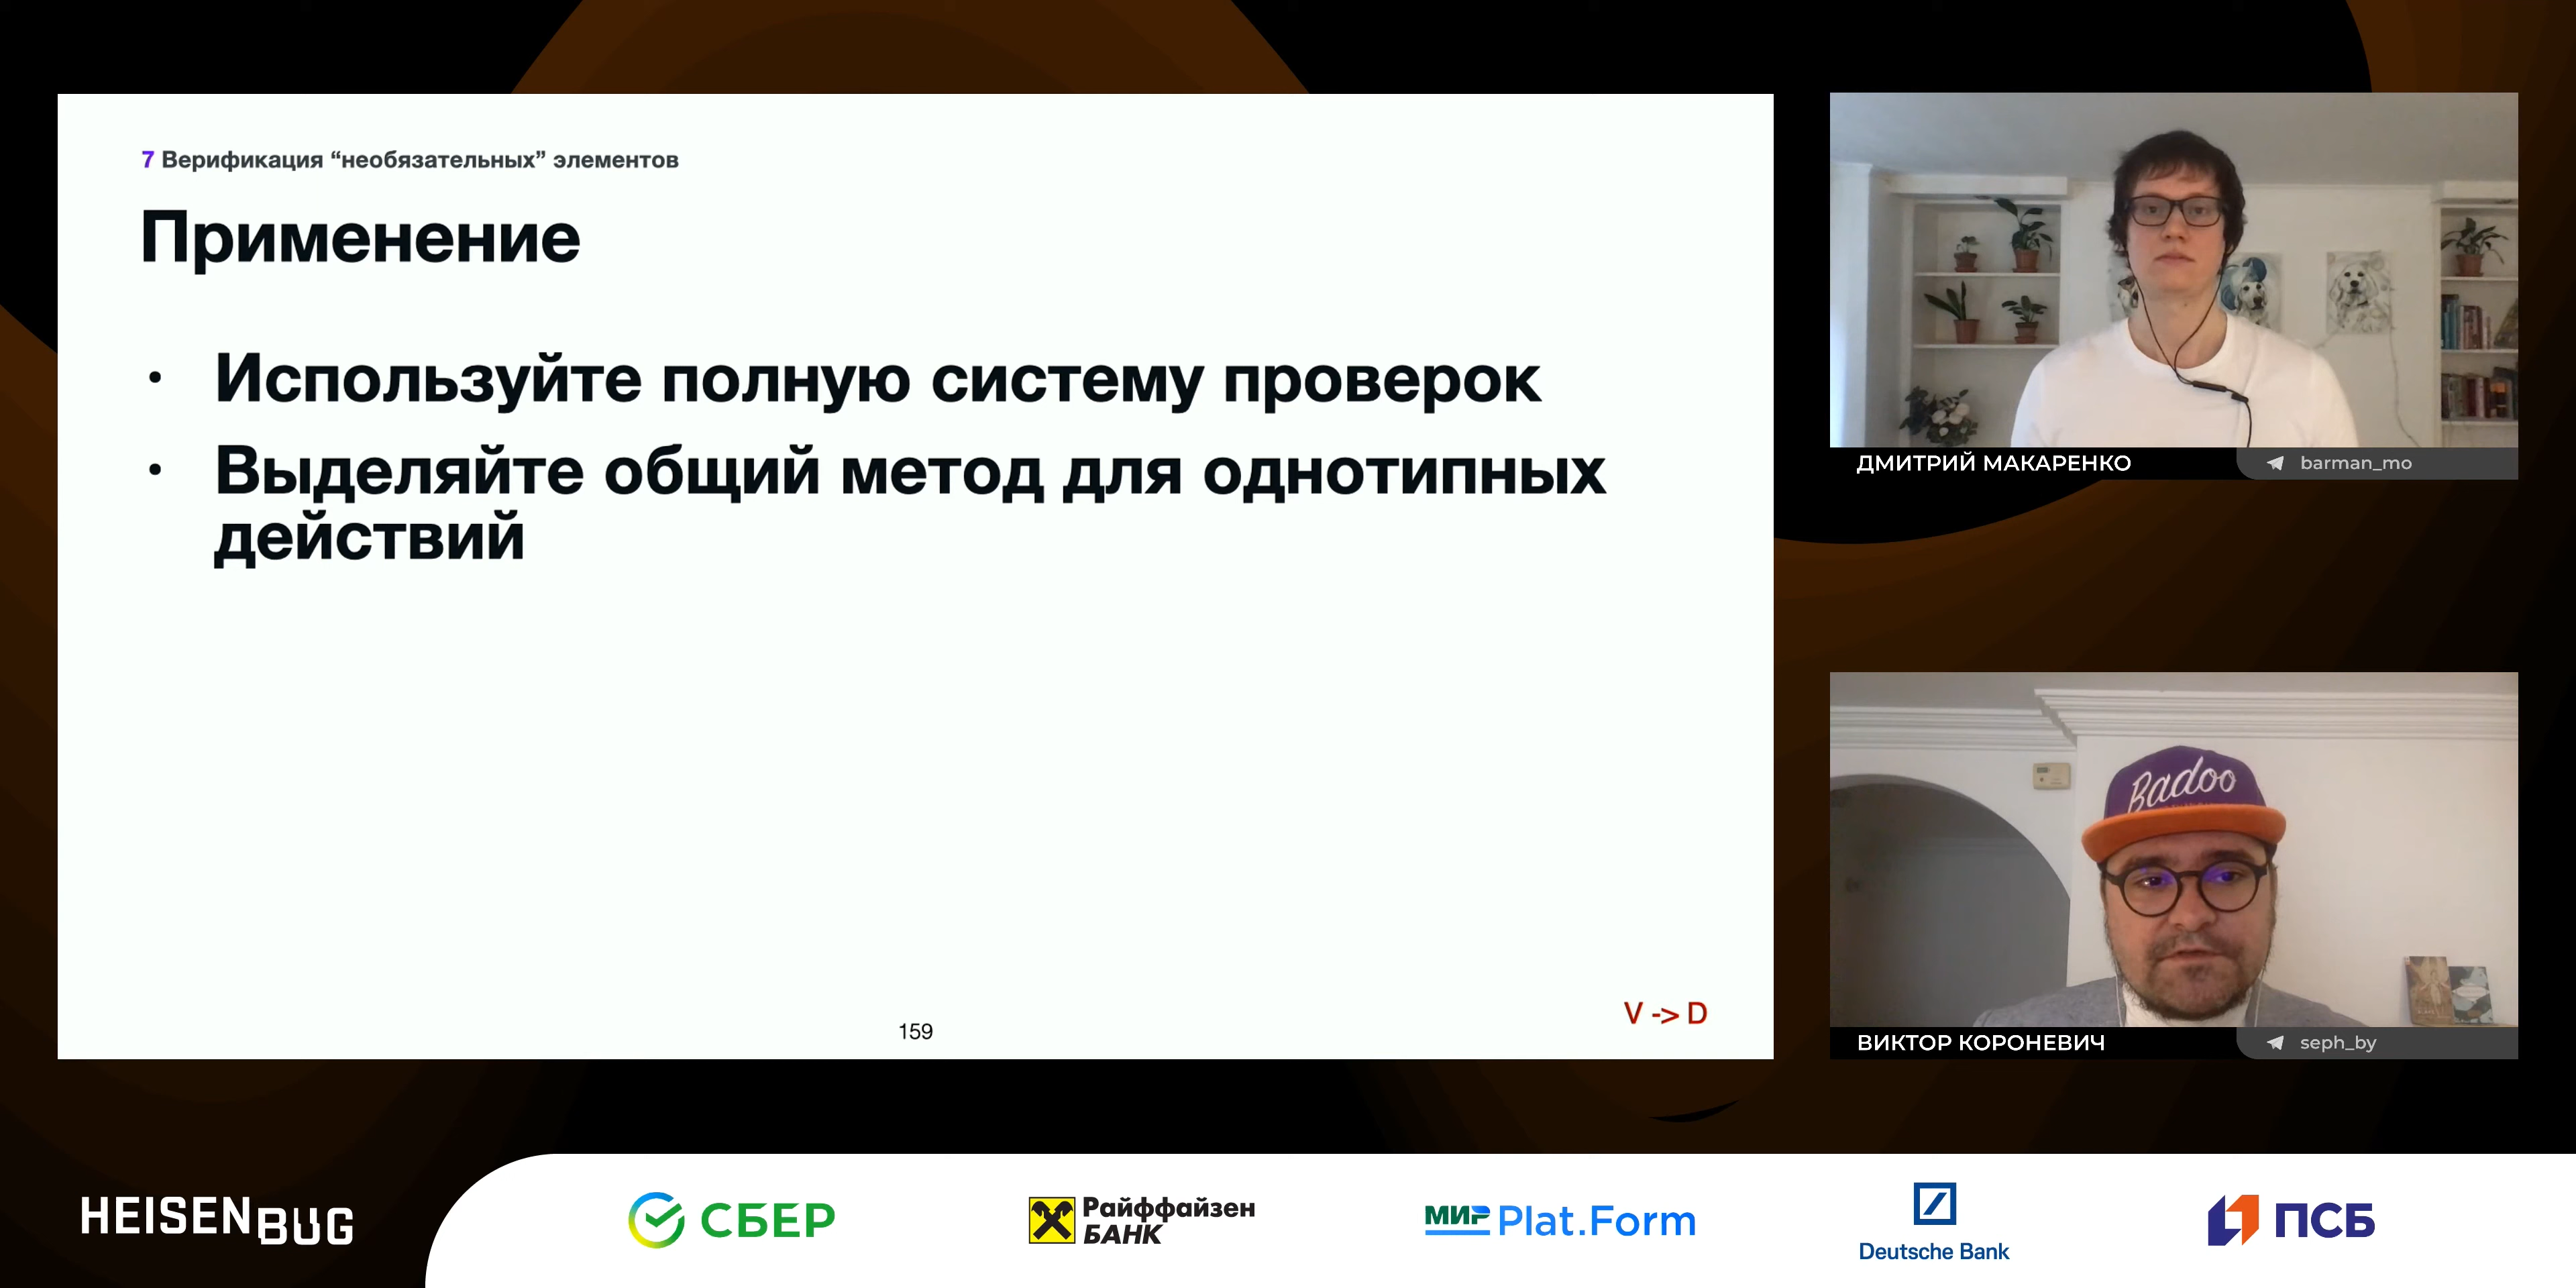 7 Верификация “необязательных” элементов
Применение
• Используйте полную систему проверок
• Выделяйте общий метод для однотипных
действий
V -> D
159
ДМИТРИЙ МАКАРЕНКО
barman_mo
Badoo
ВИКТОР КОРОНЕВИЧ
seph_by
HEISENBUG
СБЕР
Райффайзен
БАНК
МИР Plat.Form
Deutsche Bank
ПСБ